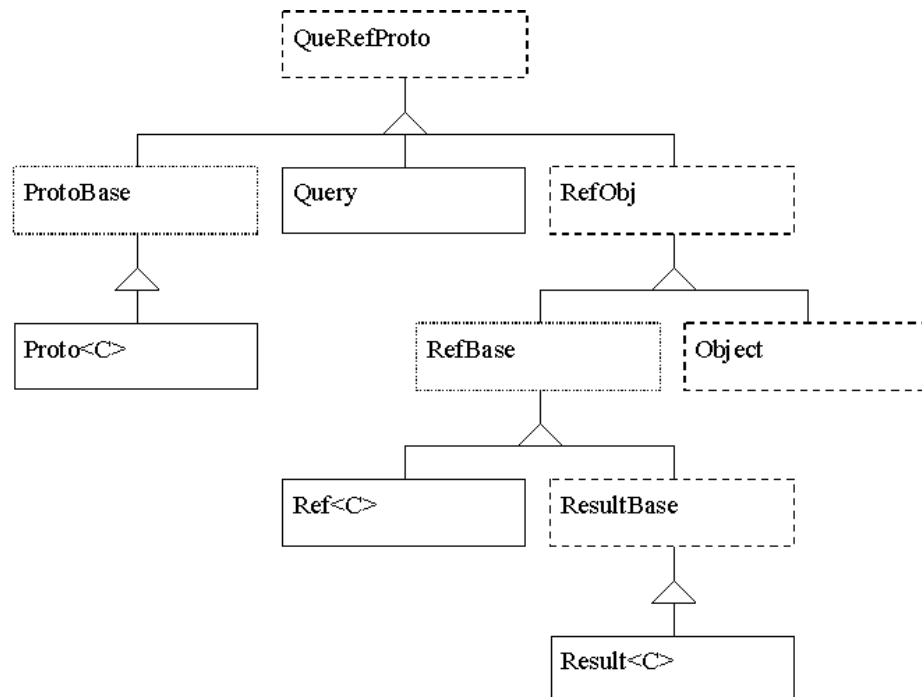 QueRefProto
ProtoBase
Query
RefObj
Proto<C>
RefBase
Object
Ref<C>
ResultBase
Result<C>